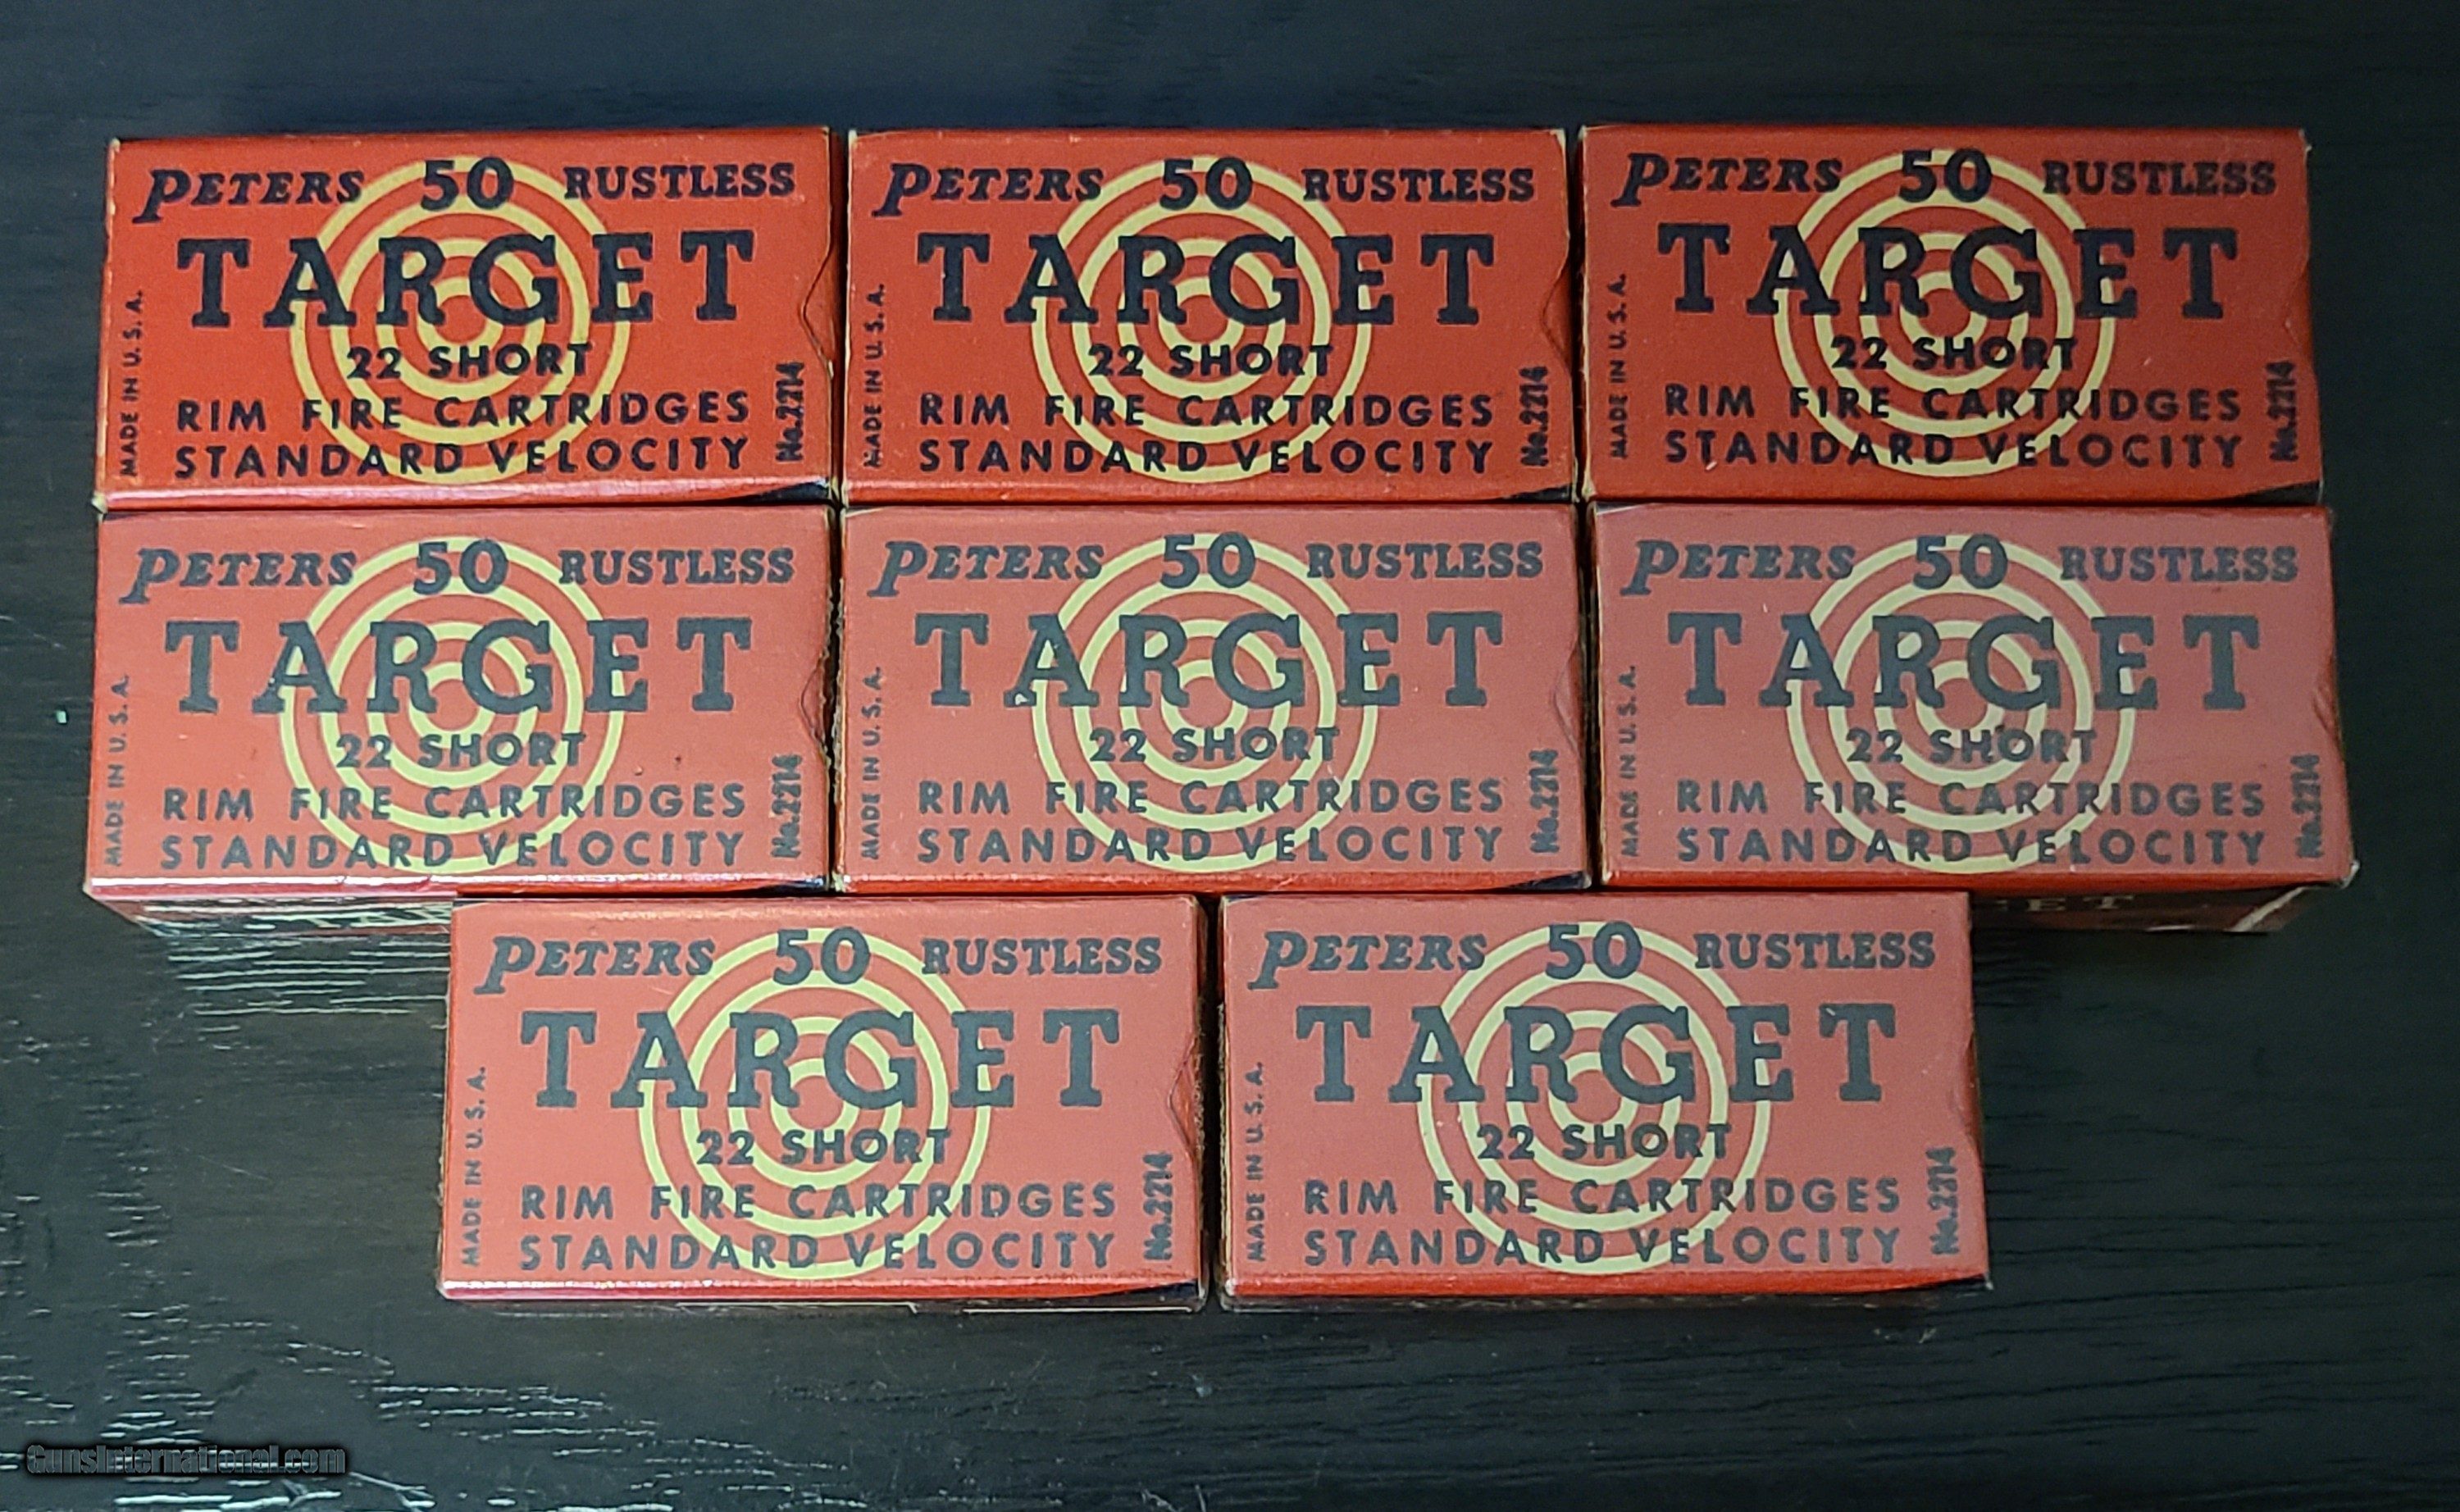 PETERS 50 RUSTLESS
TARGET
22 SHORT
RIM FIRE CARTRIDGES
STANDARD VELOCITY
MADE IN U.S.A.
No.2214
PETERS 50 RUSTLESS
TARGET
22 SHORT
RIM FIRE CARTRIDGES
STANDARD VELOCITY
MADE IN U.S.A.
No.2214
PETERS 50 RUSTLESS
TARGET
22 SHORT
RIM FIRE CARTRIDGES
STANDARD VELOCITY
MADE IN U.S.A.
No.2214
PETERS 50 RUSTLESS
TARGET
22 SHORT
RIM FIRE CARTRIDGES
STANDARD VELOCITY
MADE IN U.S.A.
No.2214
PETERS 50 RUSTLESS
TARGET
22 SHORT
RIM FIRE CARTRIDGES
STANDARD VELOCITY
MADE IN U.S.A.
No.2214
PETERS 50 RUSTLESS
TARGET
22 SHORT
RIM FIRE CARTRIDGES
STANDARD VELOCITY
MADE IN U.S.A.
No.2214
PETERS 50 RUSTLESS
TARGET
22 SHORT
RIM FIRE CARTRIDGES
STANDARD VELOCITY
MADE IN U.S.A.
No.2214
PETERS 50 RUSTLESS
TARGET
22 SHORT
RIM FIRE CARTRIDGES
STANDARD VELOCITY
MADE IN U.S.A.
No.2214
GunsInternational.com